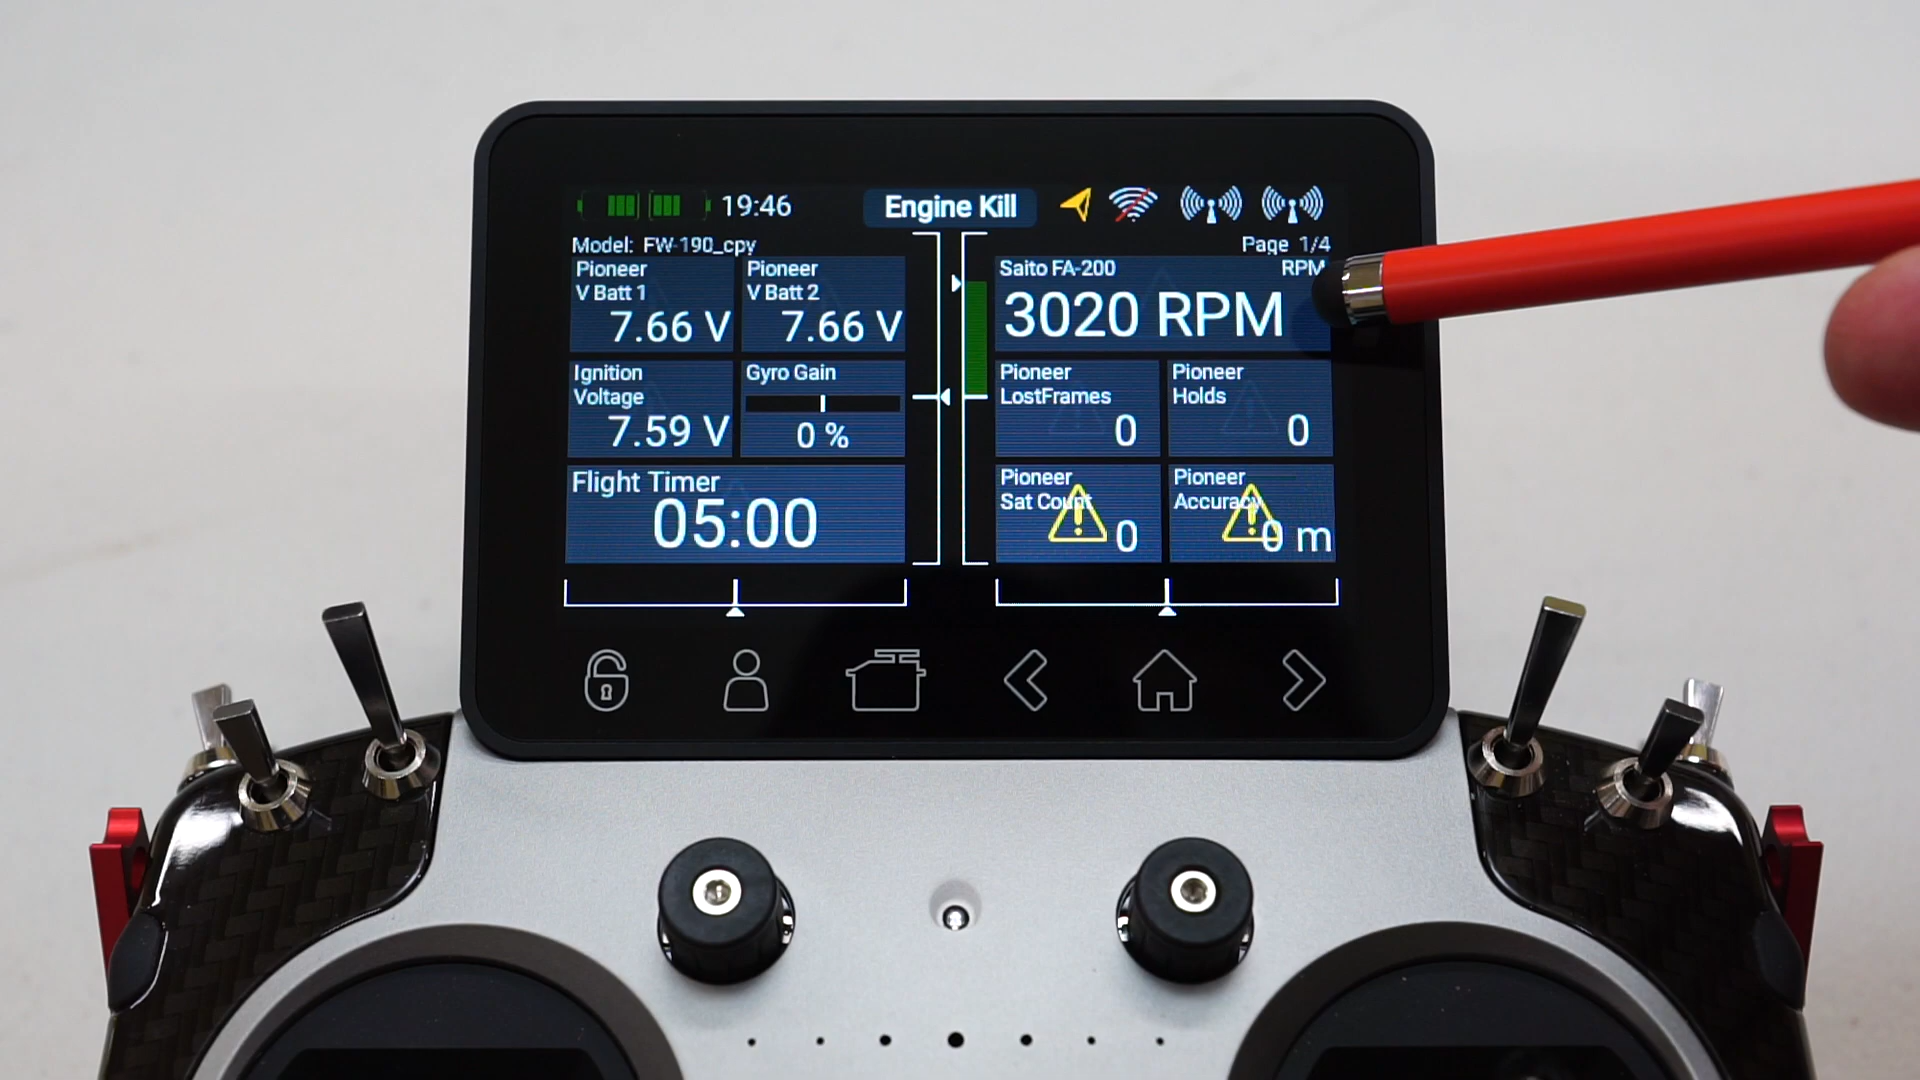 19:46
Engine Kill
Model: FW-190_cpy
Page 1/4
Pioneer
V Batt 1
7.66 V
Pioneer
V Batt 2
7.66 V
Saito FA-200
RPM
3020 RPM
Ignition
Voltage
7.59 V
Gyro Gain
0 %
Pioneer
LostFrames
0
Pioneer
Holds
0
Flight Timer
05:00
Pioneer
Sat Count
0
Pioneer
Accuracy
0 m